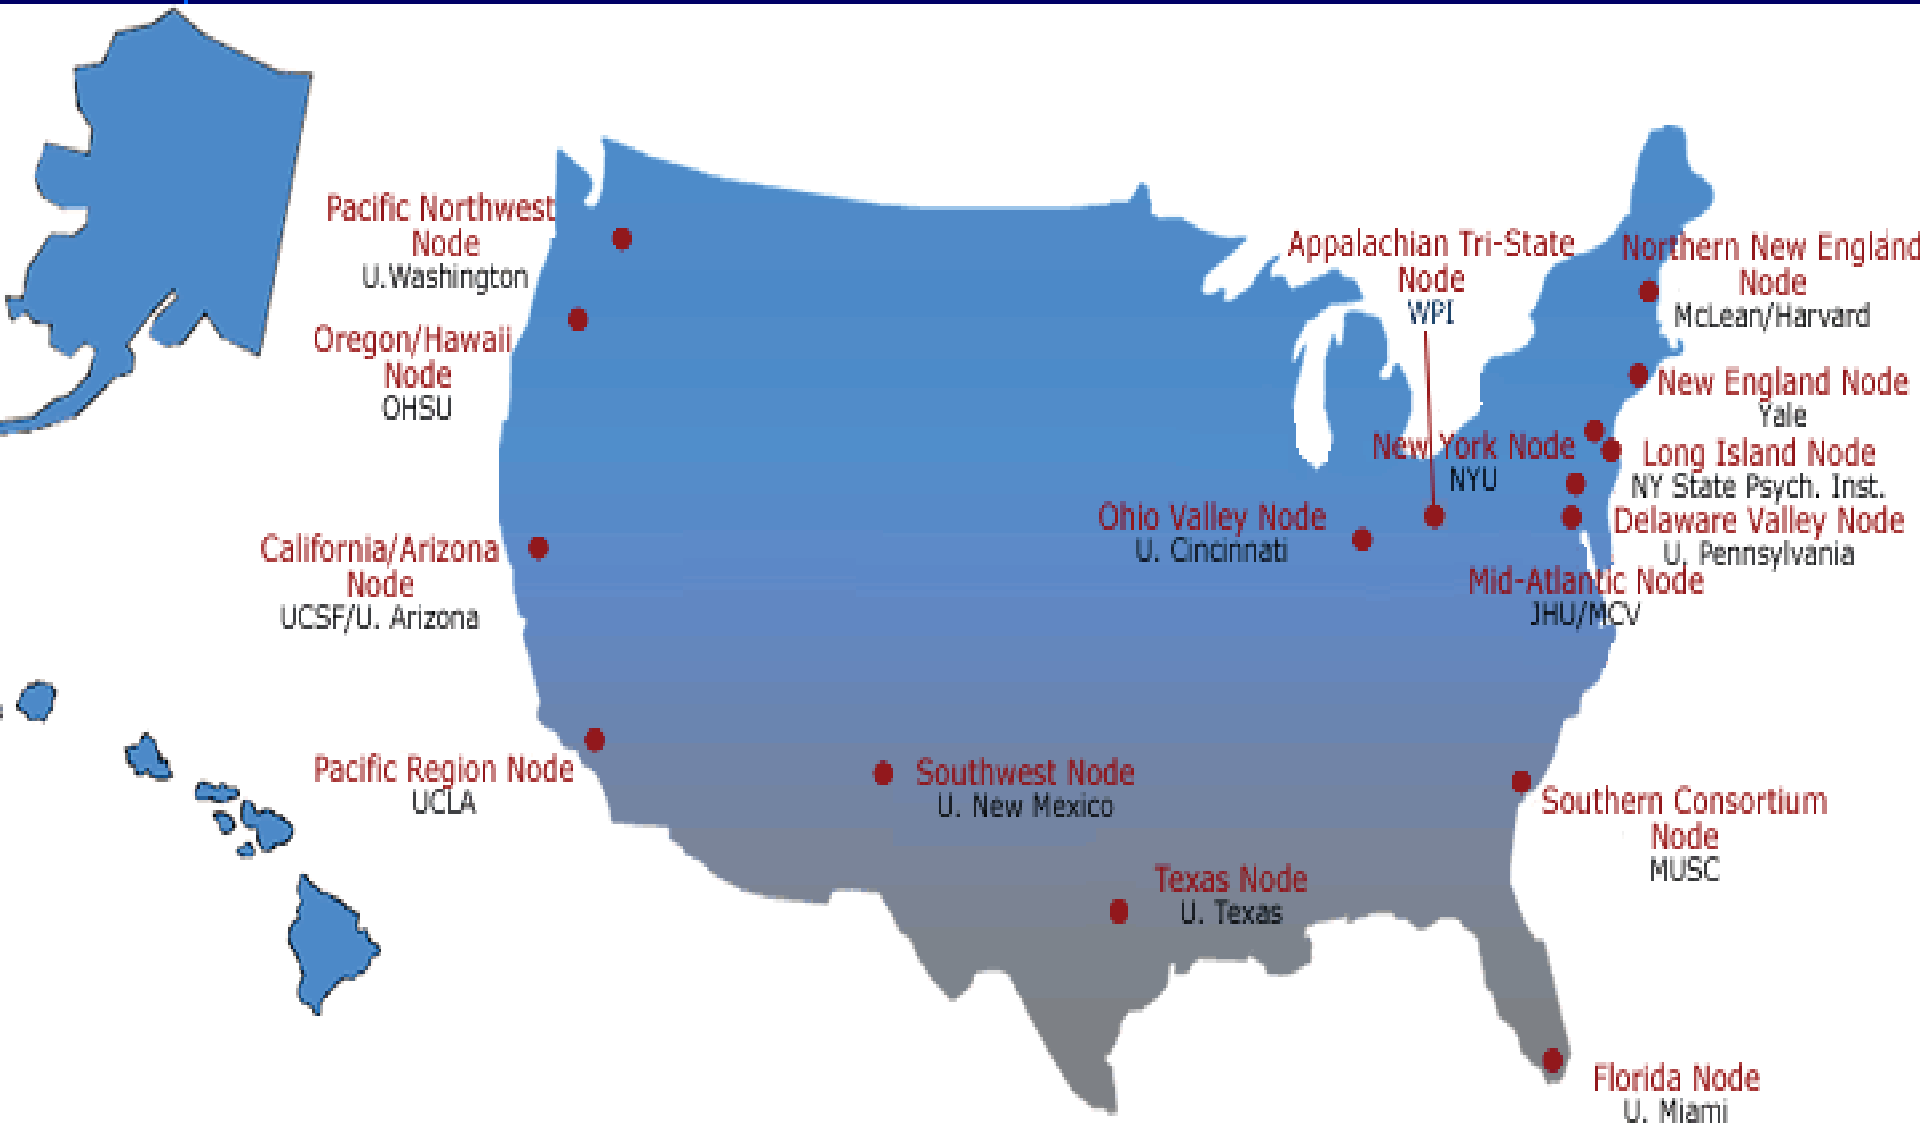 Pacific Northwest
Node
U.Washington
Oregon/Hawaii
Node
OHSU
California/Arizona
Node
UCSF/U. Arizona
Pacific Region Node
UCLA
Southwest Node
U. New Mexico
Texas Node
U. Texas
Appalachian Tri-State
Node
WPI
Ohio Valley Node
U. Cincinnati
New York Node
NYU
Northern New England
Node
McLean/Harvard
New England Node
Yale
Long Island Node
NY State Psych. Inst.
Delaware Valley Node
U. Pennsylvania
Mid-Atlantic Node
JHU/MCV
Southern Consortium
Node
MUSC
Florida Node
U. Miami